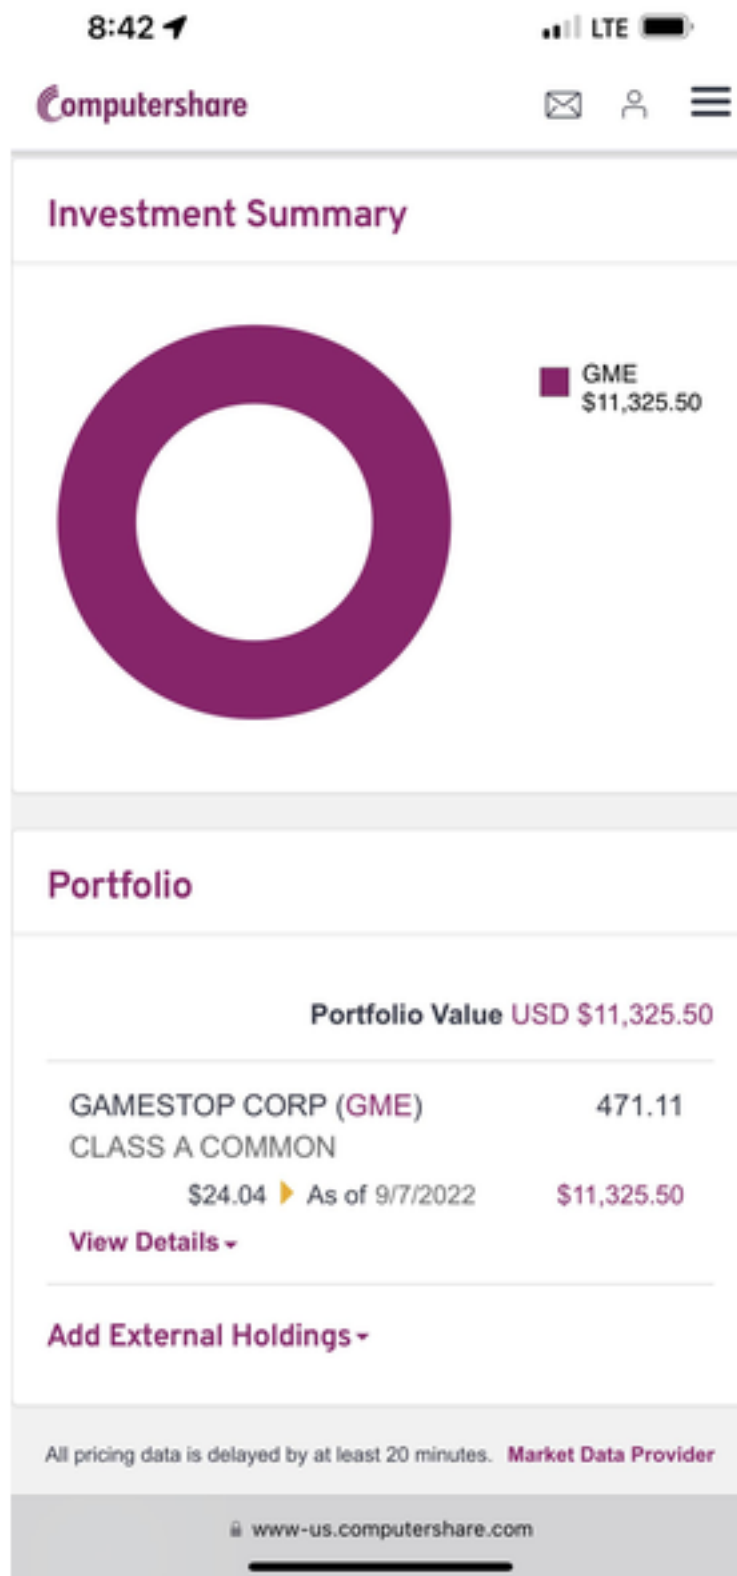 8:42
LTE
Computershare
Investment Summary
GME
$11,325.50
Portfolio
Portfolio Value USD $11,325.50
GAMESTOP CORP (GME) 471.11
CLASS A COMMON
$24.04 As of 9/7/2022 $11,325.50
View Details
Add External Holdings
All pricing data is delayed by at least 20 minutes. Market Data Provider
www-us.computershare.com